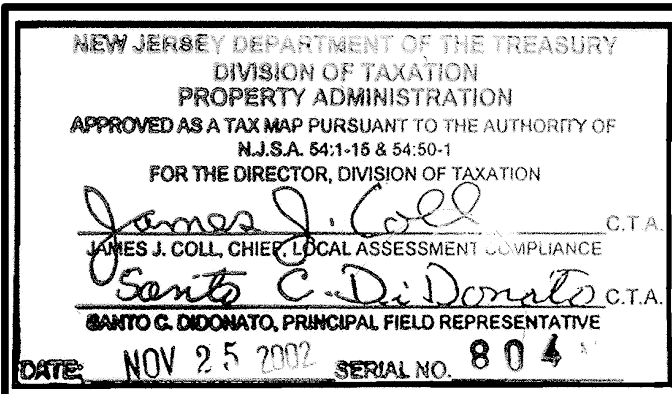 NEW JERSEY DEPARTMENT OF THE TREASURY
DIVISION OF TAXATION
PROPERTY ADMINISTRATION
APPROVED AS A TAX MAP PURSUANT TO THE AUTHORITY OF
N.J.S.A. 54:1-15 & 54:50-1
FOR THE DIRECTOR, DIVISION OF TAXATION
James J. Coll C.T.A.
JAMES J. COLL, CHIEF, LOCAL ASSESSMENT COMPLIANCE
Santo C. DiDonato C.T.A.
SANTO C. DIDONATO, PRINCIPAL FIELD REPRESENTATIVE
DATE: NOV 25 2002 SERIAL NO. 804